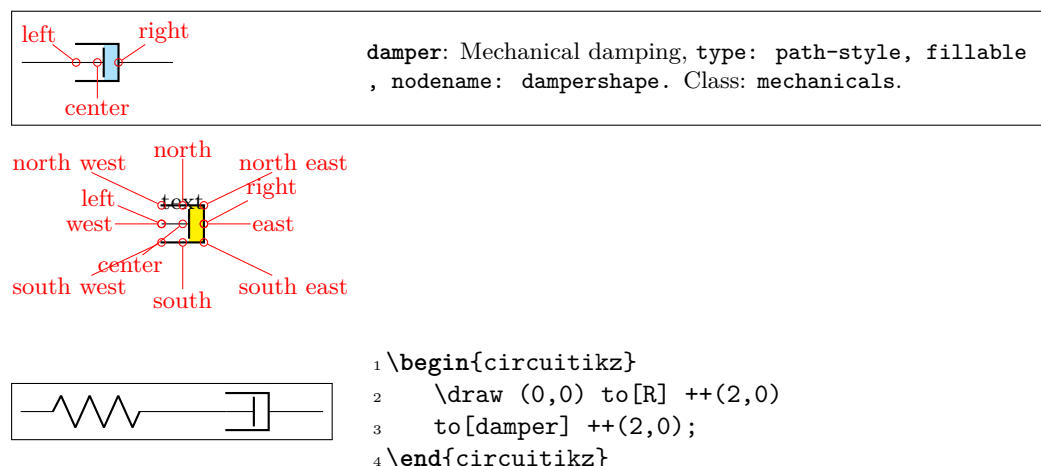 left right
center
damper: Mechanical damping, type: path-style, fillable
, nodename: dampershape. Class: mechanicals.
north west north north east
left text right
west east
center
south west south south east
1 \begin{circuitikz}
2 \draw (0,0) to[R] ++(2,0)
3 to[damper] ++(2,0);
4 \end{circuitikz}